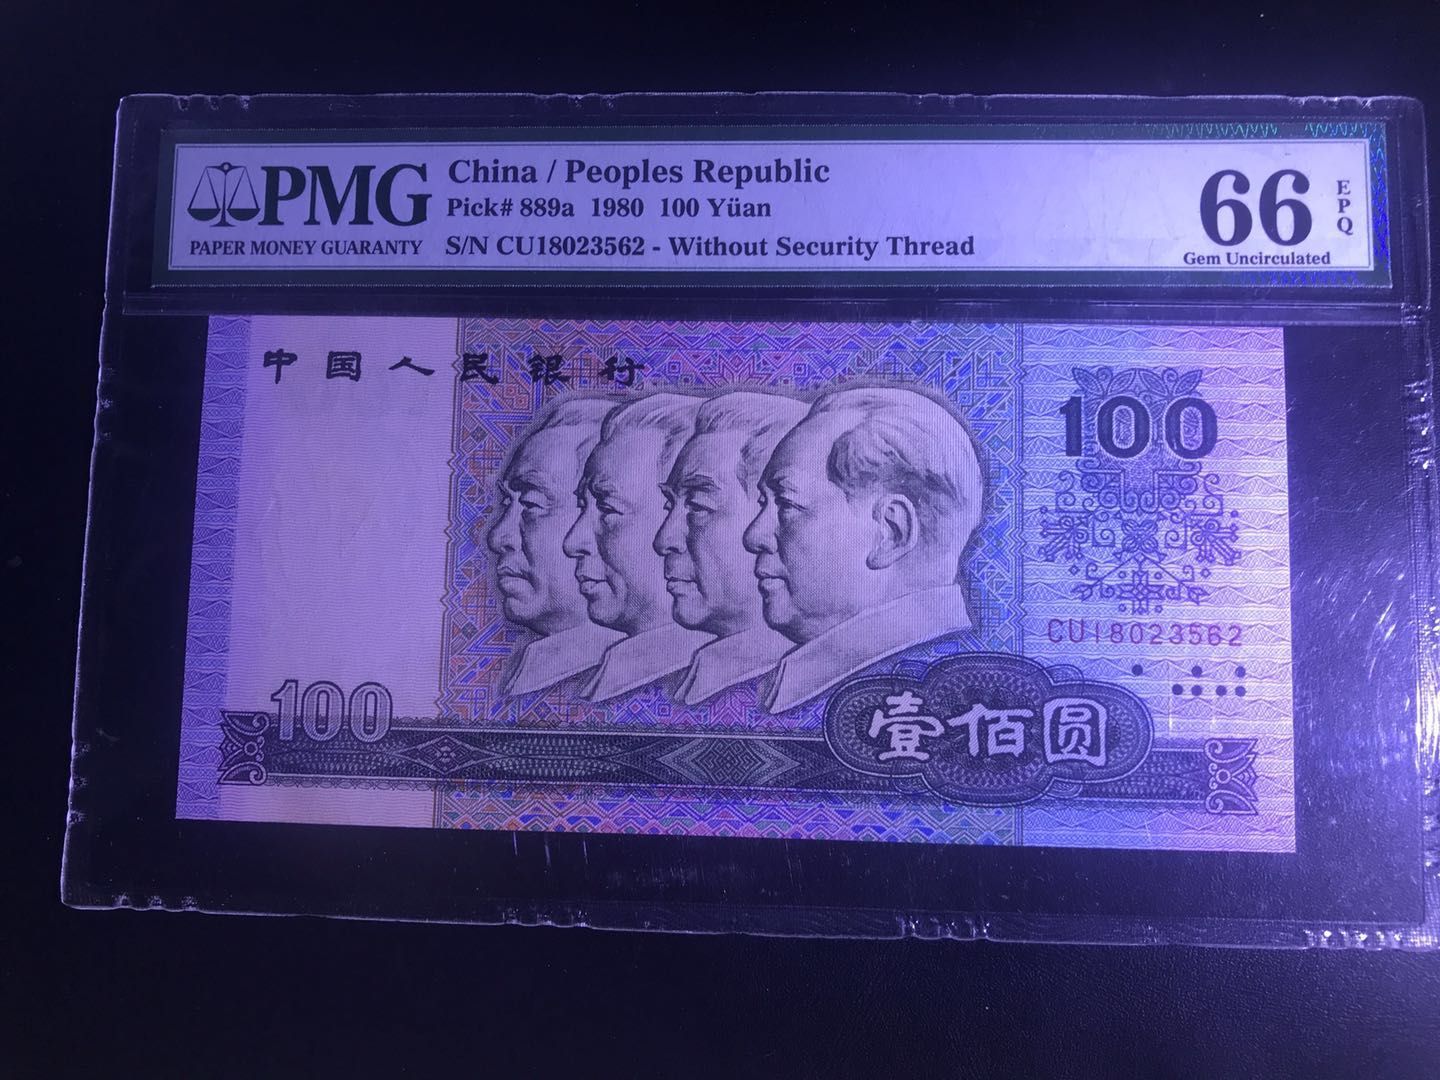 PMG
PAPER MONEY GUARANTY
China / Peoples Republic
Pick# 889a 1980 100 Yüan
S/N CU18023562 - Without Security Thread
66 EPQ
Gem Uncirculated
中国人民银行
100
CU18023562
100
壹佰圆